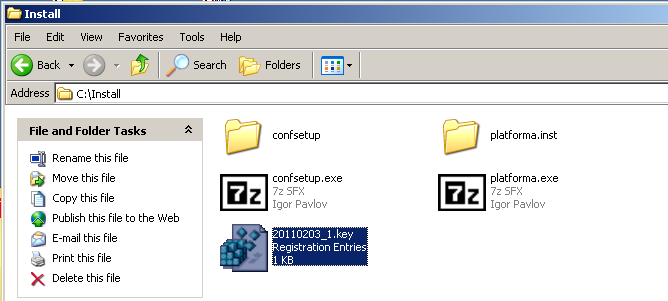 Install
File Edit View Favorites Tools Help
Back Search Folders
Address C:\Install
File and Folder Tasks
Rename this file
Move this file
Copy this file
Publish this file to the Web
E-mail this file
Print this file
Delete this file
confsetup
platforma.inst
7z
confsetup.exe
7z SFX
Igor Pavlov
7z
platforma.exe
7z SFX
Igor Pavlov
20110203_1.key
Registration Entries
1 KB